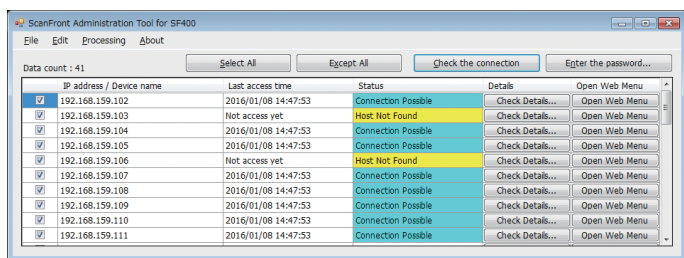 ScanFront Administration Tool for SF400
File Edit Processing About
Data count : 41 Select All Except All Check the connection Enter the password...
IP address / Device name Last access time Status Details Open Web Menu
192.168.159.102 2016/01/08 14:47:53 Connection Possble Check Details... Open Web Menu
192.168.159.103 Not access yet Host Not Found Check Details... Open Web Menu
192.168.159.104 2016/01/08 14:47:53 Connection Possble Check Details... Open Web Menu
192.168.159.105 2016/01/08 14:47:53 Connection Possble Check Details... Open Web Menu
192.168.159.106 Not access yet Host Not Found Check Details... Open Web Menu
192.168.159.107 2016/01/08 14:47:53 Connection Possble Check Details... Open Web Menu
192.168.159.108 2016/01/08 14:47:53 Connection Possble Check Details... Open Web Menu
192.168.159.109 2016/01/08 14:47:53 Connection Possble Check Details... Open Web Menu
192.168.159.110 2016/01/08 14:47:53 Connection Possble Check Details... Open Web Menu
192.168.159.111 2016/01/08 14:47:53 Connection Possble Check Details... Open Web Menu